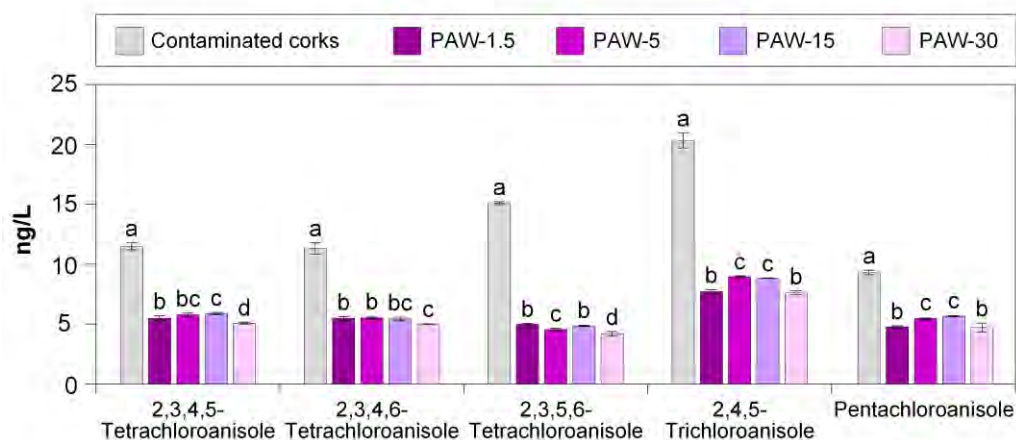 Contaminated corks PAW-1.5 PAW-5 PAW-15 PAW-30
25
20
15
10
5
0
ng/L
a b bc c d
a b b bc c
a b c b d
a b c c b
a b c c b
2,3,4,5-
Tetrachloroanisole
2,3,4,6-
Tetrachloroanisole
2,3,5,6-
Tetrachloroanisole
2,4,5-
Trichloroanisole
Pentachloroanisole